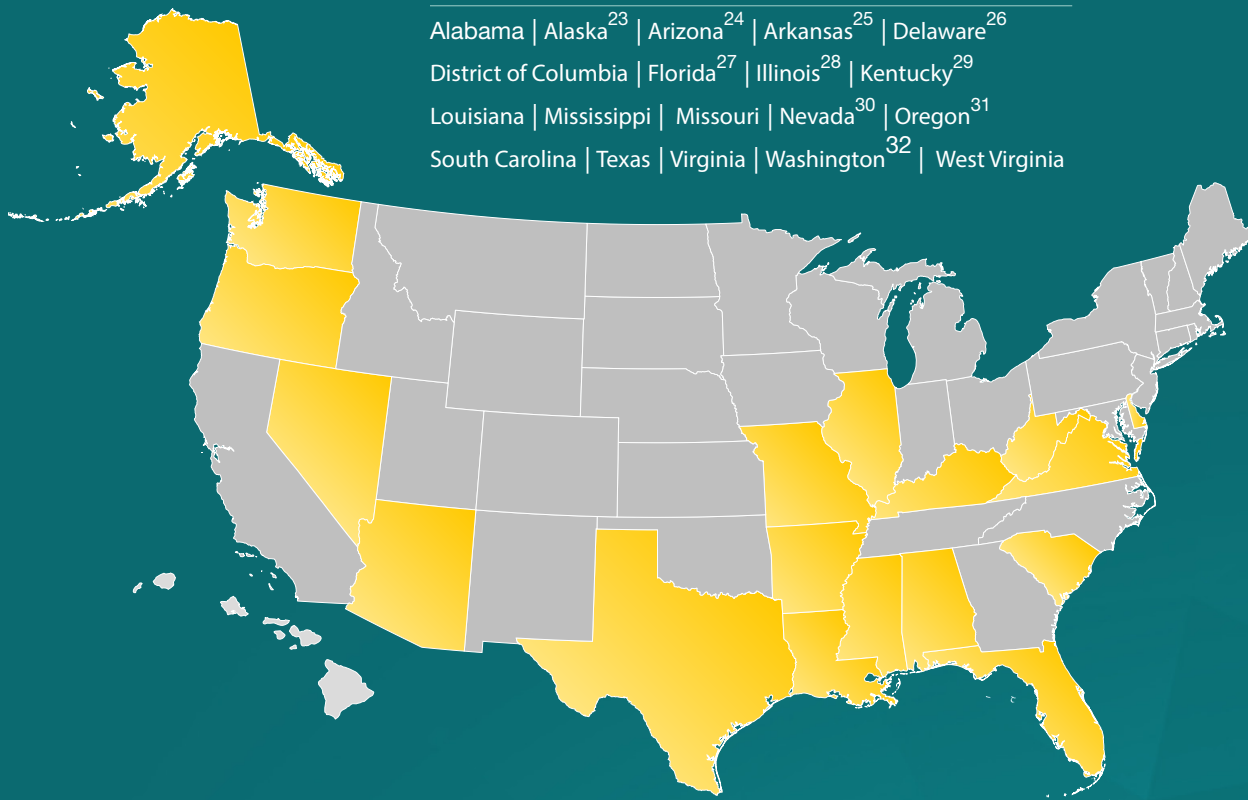 Alabama | Alaska23 | Arizona24 | Arkansas25 | Delaware26
District of Columbia | Florida27 | Illinois28 | Kentucky29
Louisiana | Mississippi | Missouri | Nevada30 | Oregon31
South Carolina | Texas | Virginia | Washington32 | West Virginia